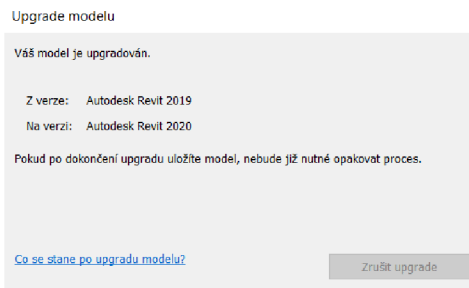 Upgrade modelu
Váš model je upgradován.
Z verze: Autodesk Revit 2019
Na verzi: Autodesk Revit 2020
Pokud po dokončení upgradu uložíte model, nebude již nutné opakovat proces.
Co se stane po upgradu modelu?
Zrušit upgrade